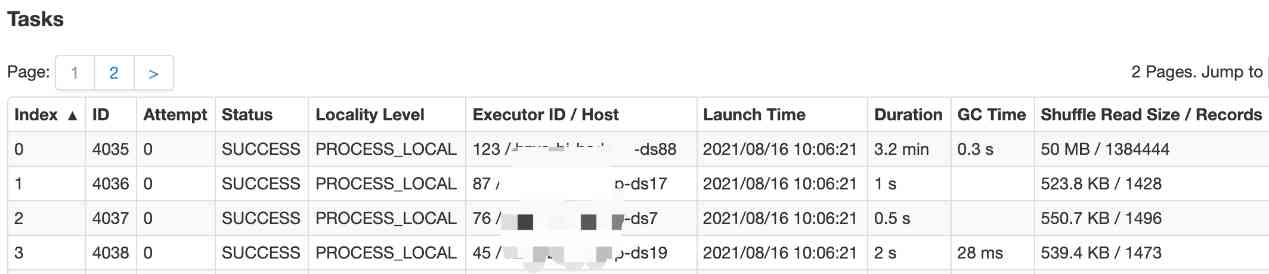 Tasks
Page: 1 2 > 2 Pages. Jump to
Index ▲ ID Attempt Status Locality Level Executor ID / Host Launch Time Duration GC Time Shuffle Read Size / Records
0 4035 0 SUCCESS PROCESS_LOCAL 123 / -ds88 2021/08/16 10:06:21 3.2 min 0.3 s 50 MB / 1384444
1 4036 0 SUCCESS PROCESS_LOCAL 87 / p-ds17 2021/08/16 10:06:21 1 s 523.8 KB / 1428
2 4037 0 SUCCESS PROCESS_LOCAL 76 / -ds7 2021/08/16 10:06:21 0.5 s 550.7 KB / 1496
3 4038 0 SUCCESS PROCESS_LOCAL 45 / p-ds19 2021/08/16 10:06:21 2 s 28 ms 539.4 KB / 1473